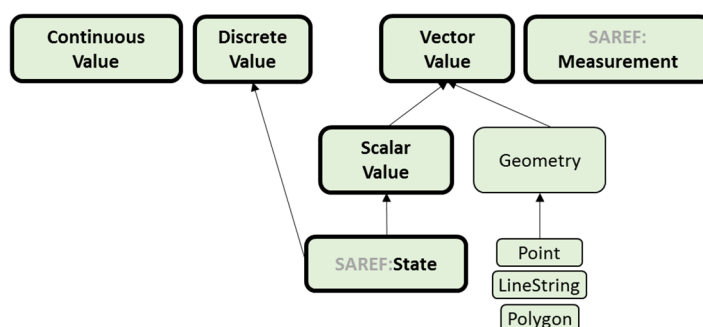 Continuous
Value
Discrete
Value
Vector
Value
SAREF:
Measurement
Scalar
Value
Geometry
SAREF:State
Point
LineString
Polygon